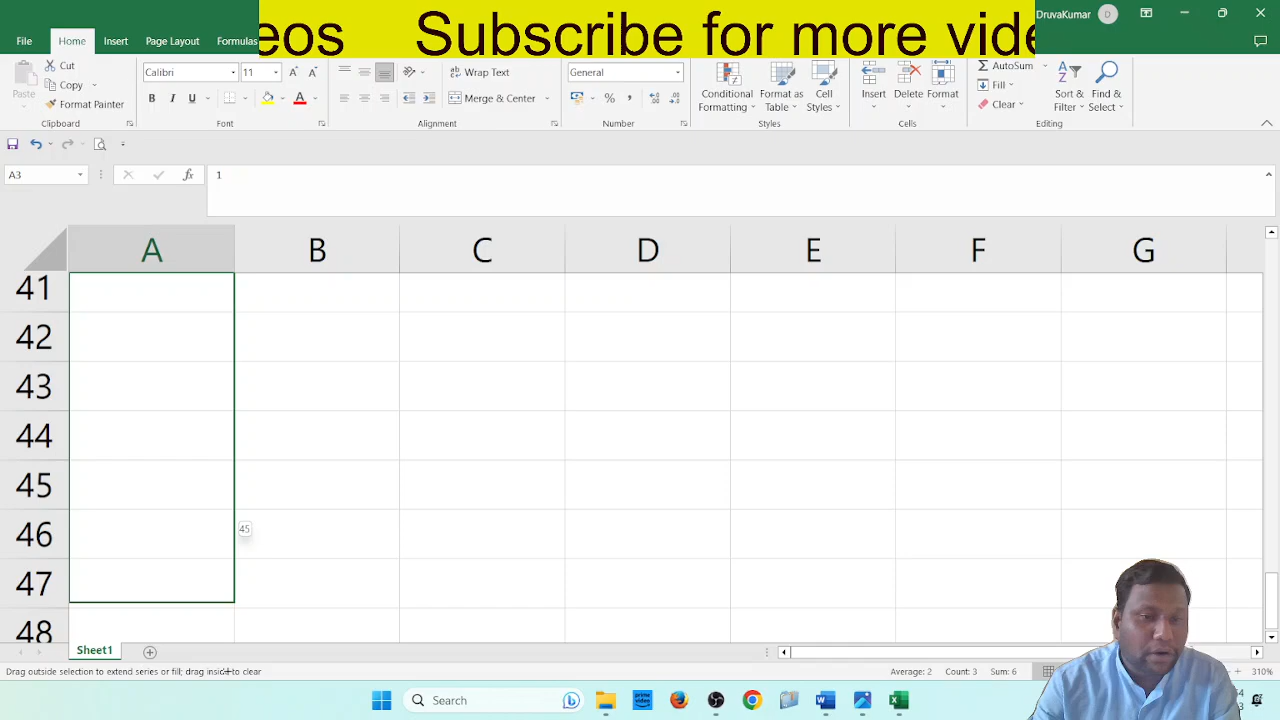 eos Subscribe for more vide
DruvaKumar D
File Home Insert Page Layout Formulas
Paste Cut Calibri 11 Wrap Text General Conditional Formatting Format as Table Cell Styles Insert Delete Format AutoSum Sort & Filter Find & Select
Copy Fill
Format Painter B I U A Merge & Center % , Clear
Clipboard Font Alignment Number Styles Cells Editing
A3 fx 1
A B C D E F G
41
42
43
44
45
46 45
47
48
Sheet1
Drag outside selection to extend series or fill; drag inside to clear Average: 2 Count: 3 Sum: 6 310%
Search